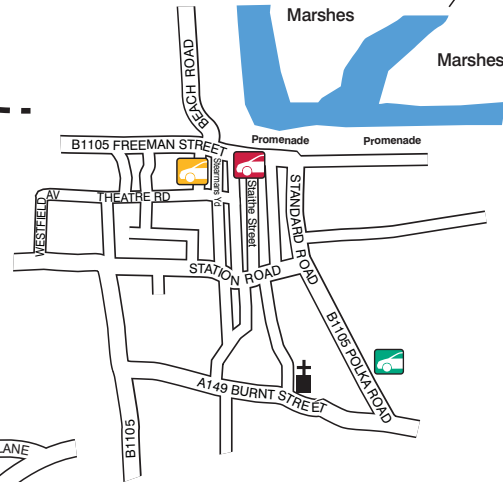 Marshes
Marshes
BEACH ROAD
Promenade
Promenade
B1105 FREEMAN STREET
Stearmans Yd
Staithe Street
STANDARD ROAD
WESTFIELD AV
THEATRE RD
STATION ROAD
B1105 POLKA ROAD
A149 BURNT STREET
B1105
LANE